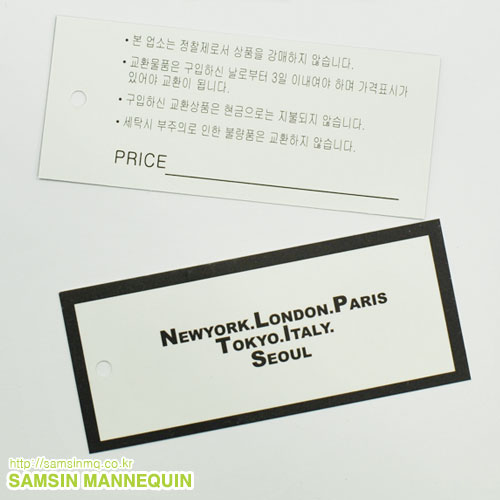 • 본 업소는 정찰제로서 상품을 강매하지 않습니다.
• 교환물품은 구입하신 날로부터 3일 이내여야 하며 가격표시가
있어야 교환이 됩니다.
• 구입하신 교환상품은 현금으로는 지불되지 않습니다.
• 세탁시 부주의로 인한 불량품은 교환하지 않습니다.
PRICE
NEWYORK.LONDON.PARIS
TOKYO.ITALY.
SEOUL
http://samsinmq.co.kr
SAMSIN MANNEQUIN